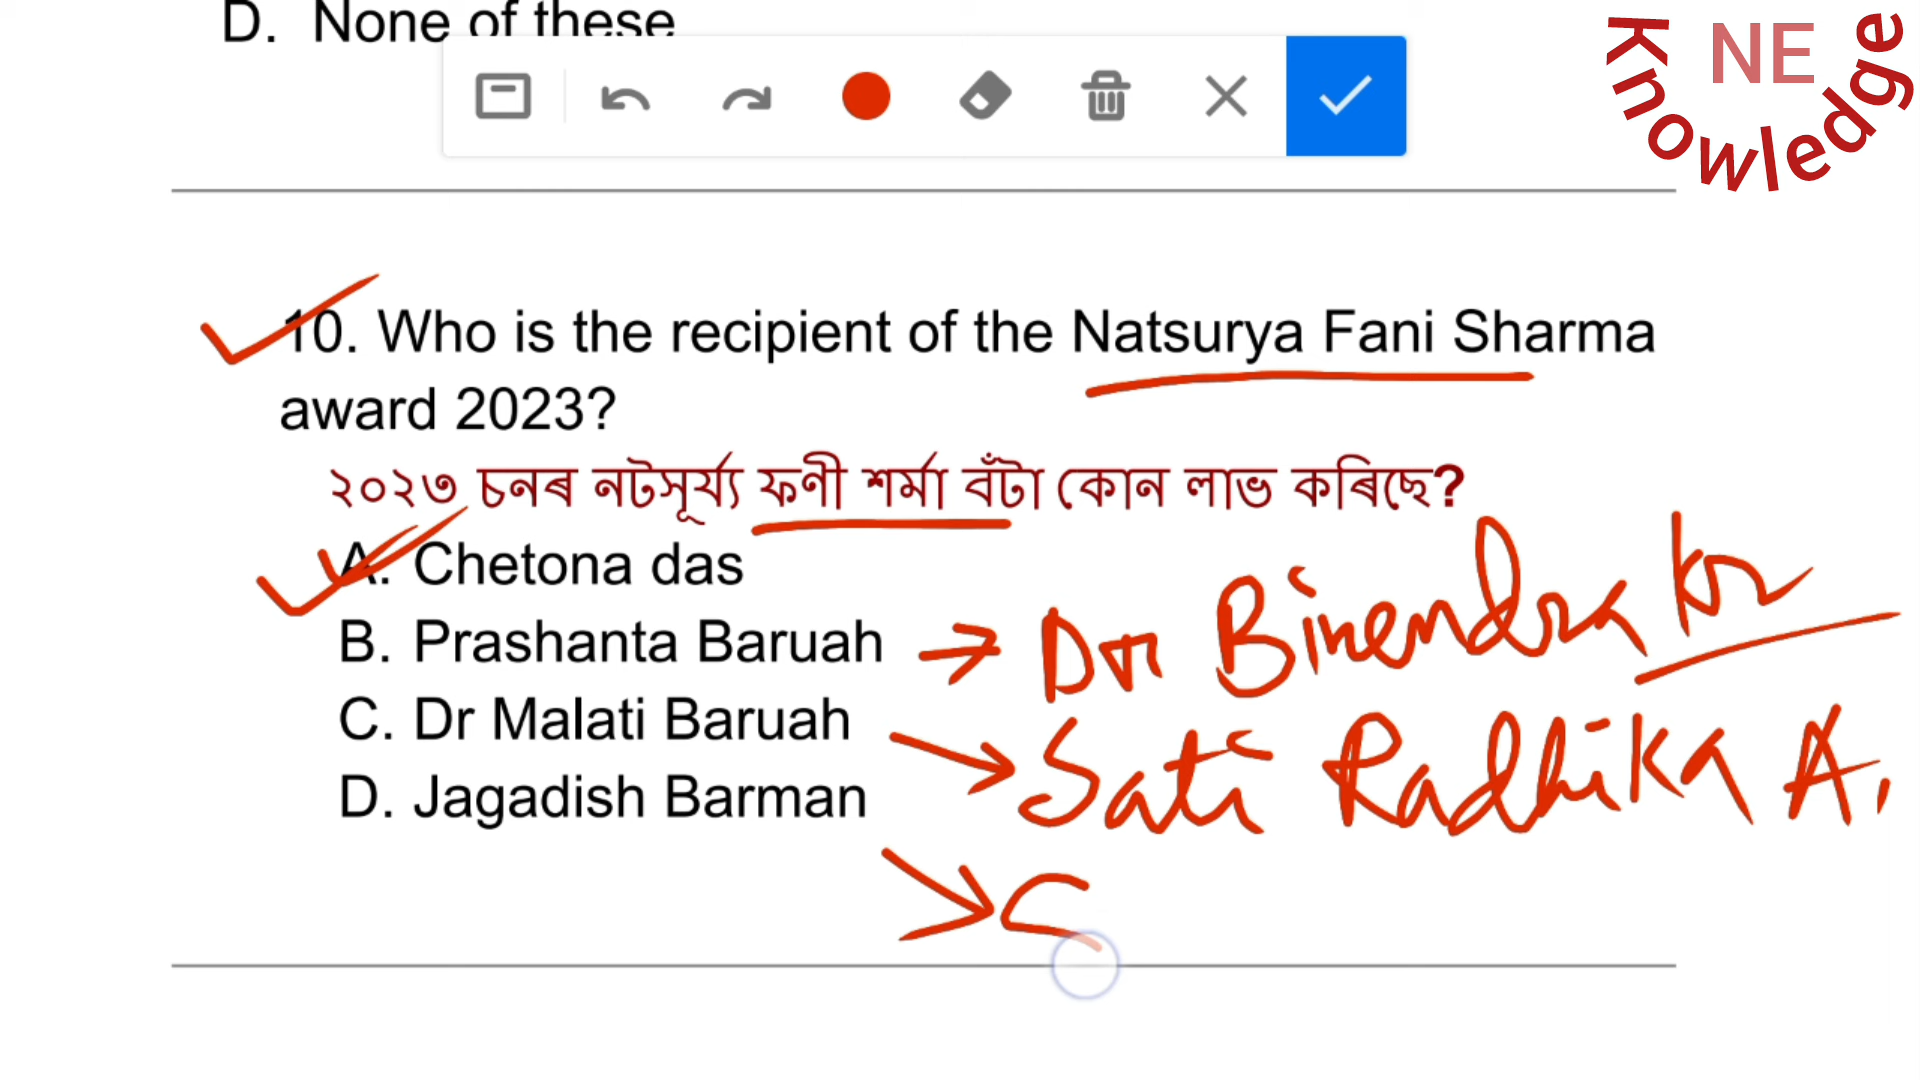 D. None of these
NE
Knowledge
10. Who is the recipient of the Natsurya Fani Sharma
award 2023?
২০২৩ চনৰ নটসূৰ্য্য ফণী শৰ্মা বঁটা কোন লাভ কৰিছে?
A. Chetona das
B. Prashanta Baruah → Dr Birendra kr
C. Dr Malati Baruah → Sati Radhika A.
D. Jagadish Barman